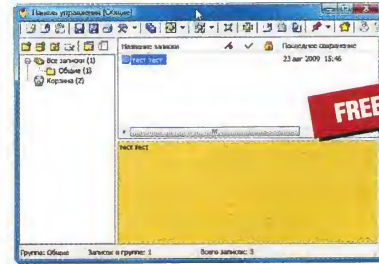 Панель управления [Общие]
Название записки
Последнее сохранение
Все записки (1)
тест тест
23 авг 2009 15:46
Общие (1)
Корзина (2)
FREE
тест тест
Группа: Общие Записок в группе: 1 Всего записок: 3